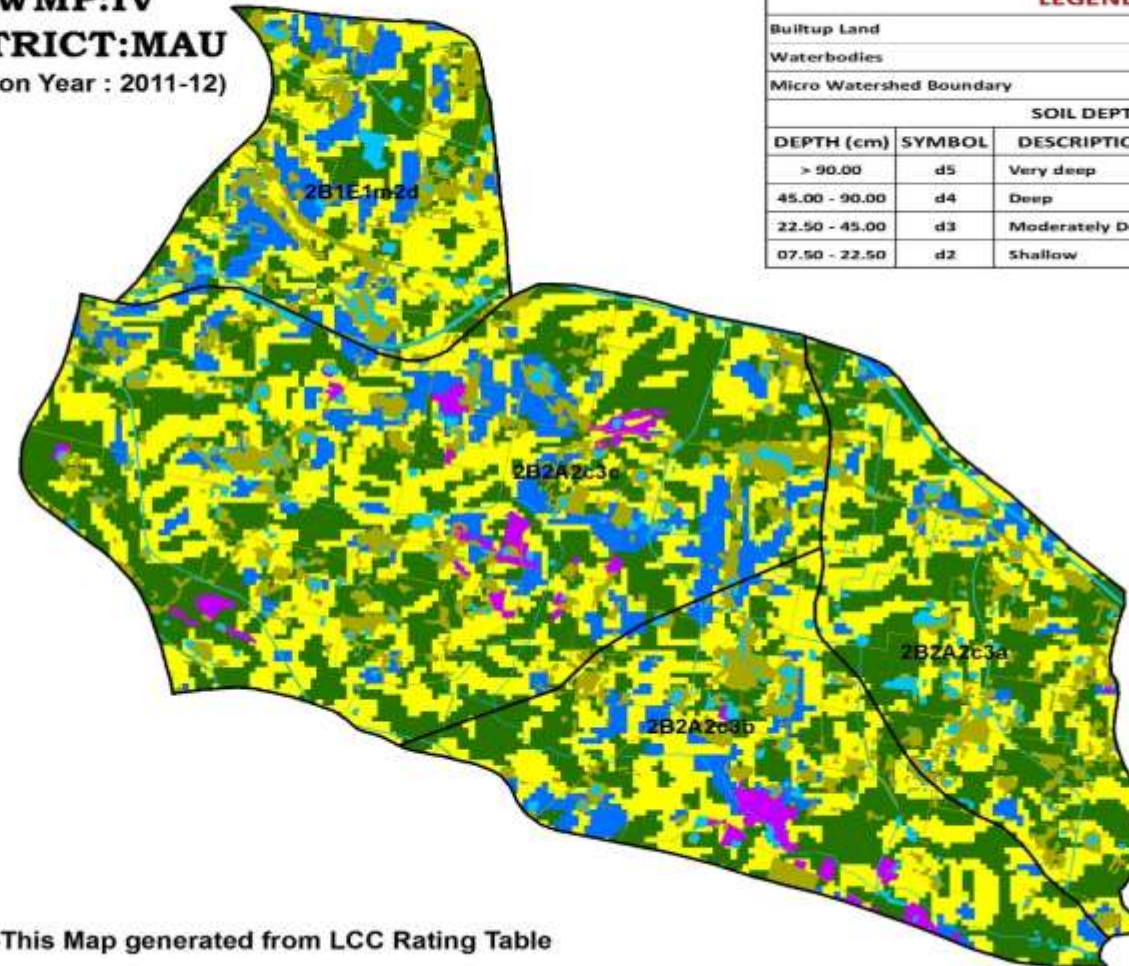 WMP:IV
TRICT:MAU
on Year : 2011-12)
LEGEN
Builtup Land
Waterbodies
Micro Watershed Boundary
SOIL DEPT
DEPTH (cm) SYMBOL DESCRIPTIO
> 90.00 d5 Very deep
45.00 - 90.00 d4 Deep
22.50 - 45.00 d3 Moderately D
07.50 - 22.50 d2 Shallow
2B1E1m2d
2B2A2c3c
2B2A2c3a
2B2A2c3b
This Map generated from LCC Rating Table